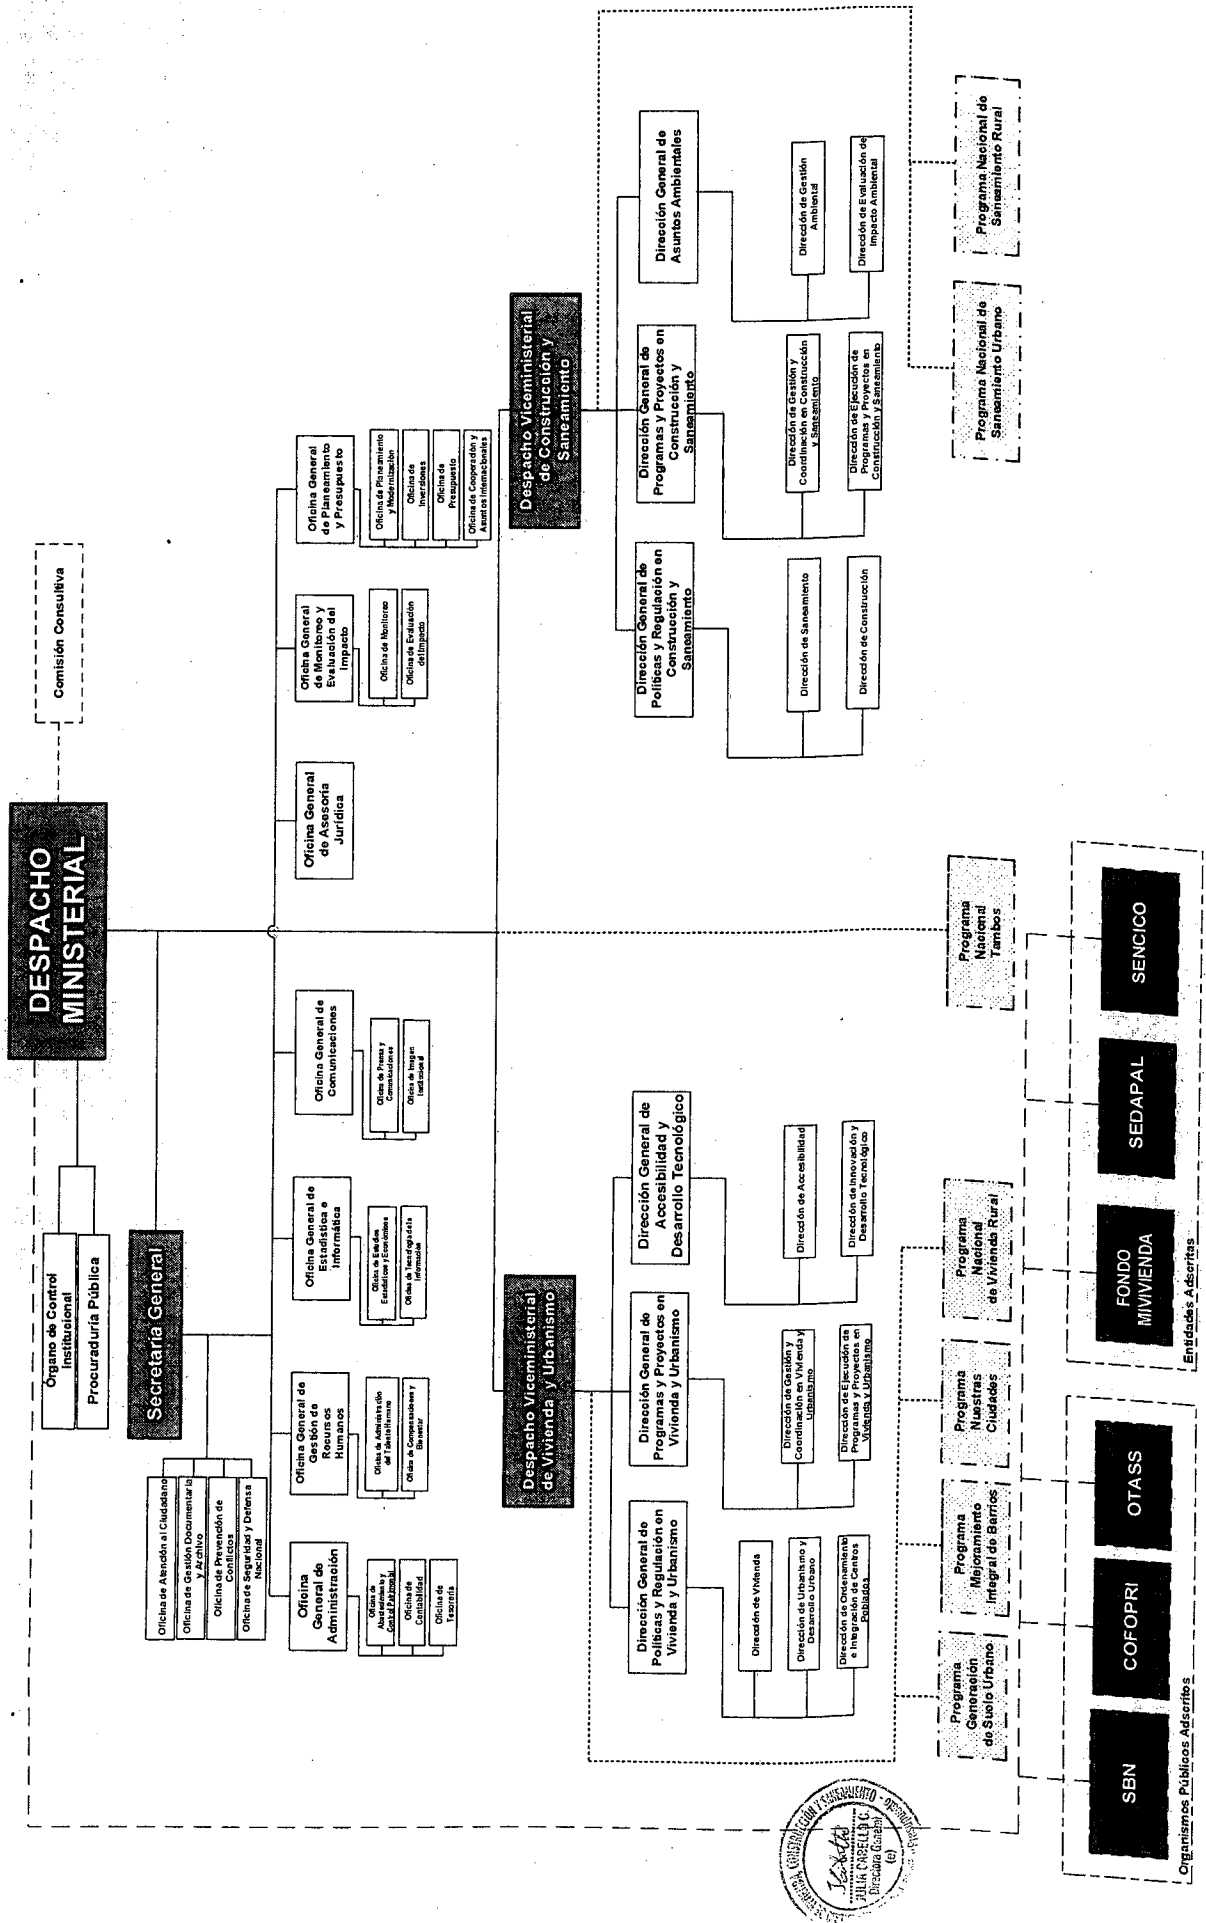 DESPACHO
MINISTERIAL
Comisión Consultiva
Órgano de Control
Institucional
Procuraduría Pública
Secretaría General
Oficina de Atención al Ciudadano
Oficina de Gestión Documentaria
y Archivo
Oficina de Prevención de
Conflictos
Oficina de Seguridad y Defensa
Nacional
Oficina
General de
Administración
Oficina de
Abastecimiento y
Control Patrimonial
Oficina de
Contabilidad
Oficina de
Tesorería
Oficina General de
Gestión de
Recursos
Humanos
Oficina de Administración
del Talento Humano
Oficina de Compensaciones y
Bienestar
Oficina General de
Estadística e
Informática
Oficina de Estudios
Estadísticos y Económicos
Oficina de Tecnología de la
Información
Oficina General de
Comunicaciones
Oficina de Prensa y
Comunicaciones
Oficina de Imagen
Institucional
Oficina General
de Asesoría
Jurídica
Oficina General
de Monitoreo y
Evaluación del
Impacto
Oficina de Monitoreo
Oficina de Evaluación
del Impacto
Oficina General
de Planeamiento
y Presupuesto
Oficina de Planeamiento
y Modernización
Oficina de
Inversiones
Oficina de
Presupuesto
Oficina de Cooperación y
Asuntos Internacionales
Despacho Viceministerial
de Vivienda y Urbanismo
Dirección General de
Políticas y Regulación en
Vivienda y Urbanismo
Dirección de Vivienda
Dirección de Urbanismo y
Desarrollo Urbano
Dirección de Ordenamiento
e Integración de Centros
Poblados
Dirección General de
Programas y Proyectos en
Vivienda y Urbanismo
Dirección de Gestión y
Coordinación en Vivienda y
Urbanismo
Dirección de Ejecución de
Programas y Proyectos en
Vivienda y Urbanismo
Dirección General de
Accesibilidad y
Desarrollo Tecnológico
Dirección de Accesibilidad
Dirección de Innovación y
Desarrollo Tecnológico
Despacho Viceministerial
de Construcción y
Saneamiento
Dirección General de
Políticas y Regulación en
Construcción y
Saneamiento
Dirección de Saneamiento
Dirección de Construcción
Dirección General de
Programas y Proyectos en
Construcción y
Saneamiento
Dirección de Gestión y
Coordinación en Construcción
y Saneamiento
Dirección de Ejecución de
Programas y Proyectos en
Construcción y Saneamiento
Dirección General de
Asuntos Ambientales
Dirección de Gestión
Ambiental
Dirección de Evaluación de
Impacto Ambiental
Programa
Generación
de Suelo Urbano
Programa
Mejoramiento
Integral de Barrios
Programa
Nuestras
Ciudades
Programa
Nacional
de Vivienda Rural
Programa
Nacional
Tambos
Programa Nacional de
Saneamiento Urbano
Programa Nacional de
Saneamiento Rural
SBN
COFOPRI
OTASS
Organismos Públicos Adscritos
FONDO
MIVIVIENDA
SEDAPAL
SENCICO
Entidades Adscritas
CONSTRUCCIÓN Y SANEAMIENTO
JULIA CABELLO C.
Directora General
(e)